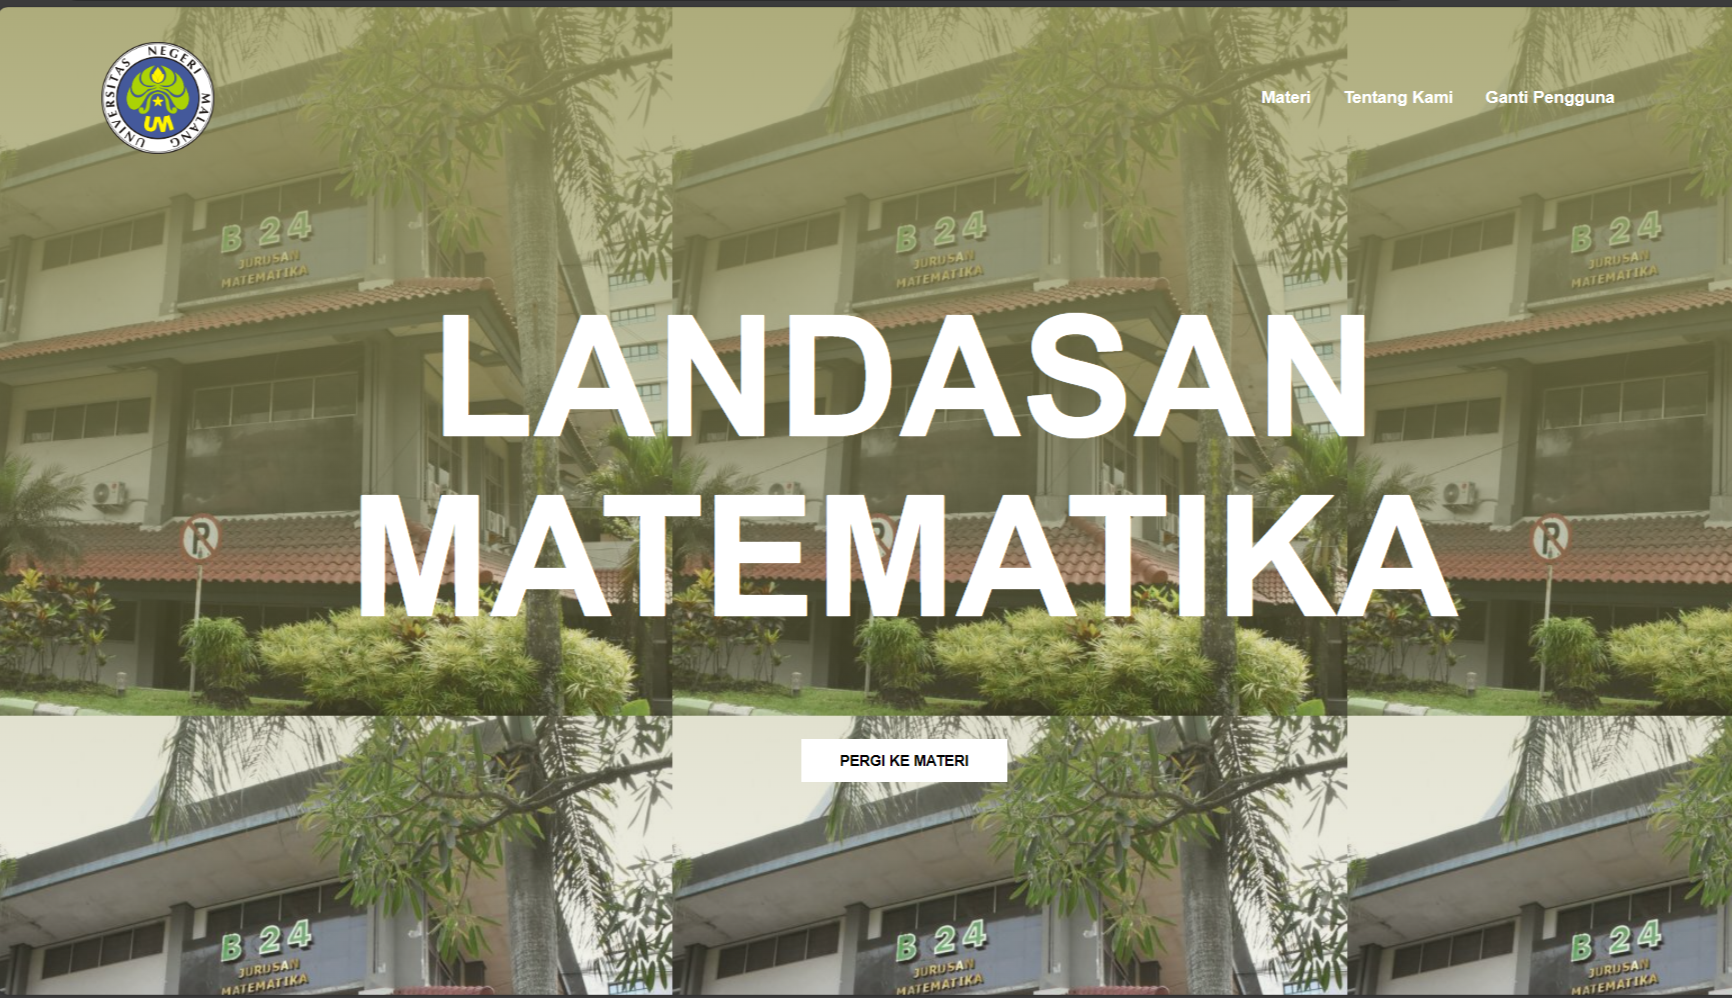 UNIVERSITAS NEGERI MALANG
UM
Materi Tentang Kami Ganti Pengguna
B 24
JURUSAN
MATEMATIKA
B 24
JURUSAN
MATEMATIKA
B 24
JURUSAN
MATEMATIKA
LANDASAN
MATEMATIKA
P
P
P
PERGI KE MATERI
B 24
JURUSAN
MATEMATIKA
B 24
JURUSAN
MATEMATIKA
B 24
JURUSAN
MATEMATIKA